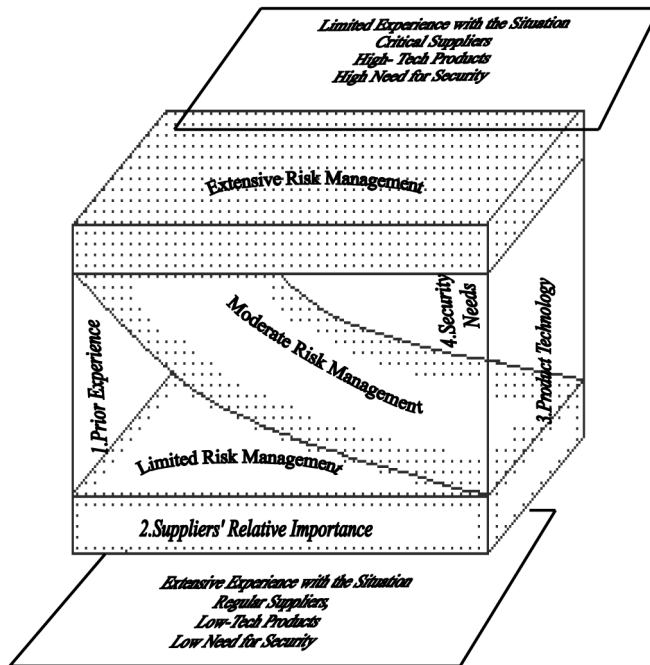 Limited Experience with the Situation
Critical Suppliers
High- Tech Products
High Need for Security
Extensive Risk Management
Moderate Risk Management
4.Security
Needs
1.Prior Experience
3.Product Technology
Limited Risk Management
2.Suppliers' Relative Importance
Extensive Experience with the Situation
Regular Suppliers,
Low-Tech Products
Low Need for Security